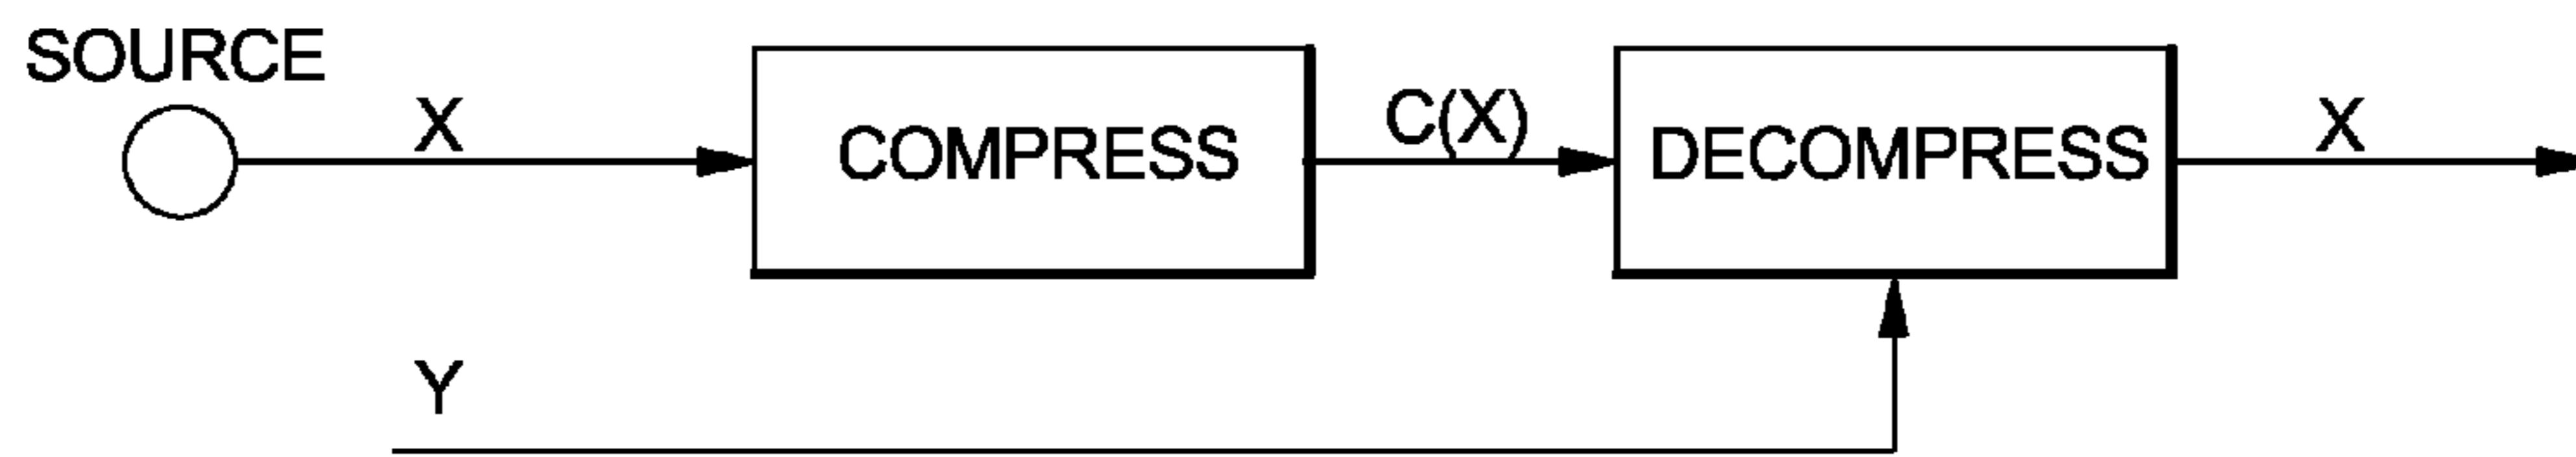 SOURCE
X
COMPRESS
C(X)
DECOMPRESS
X
Y